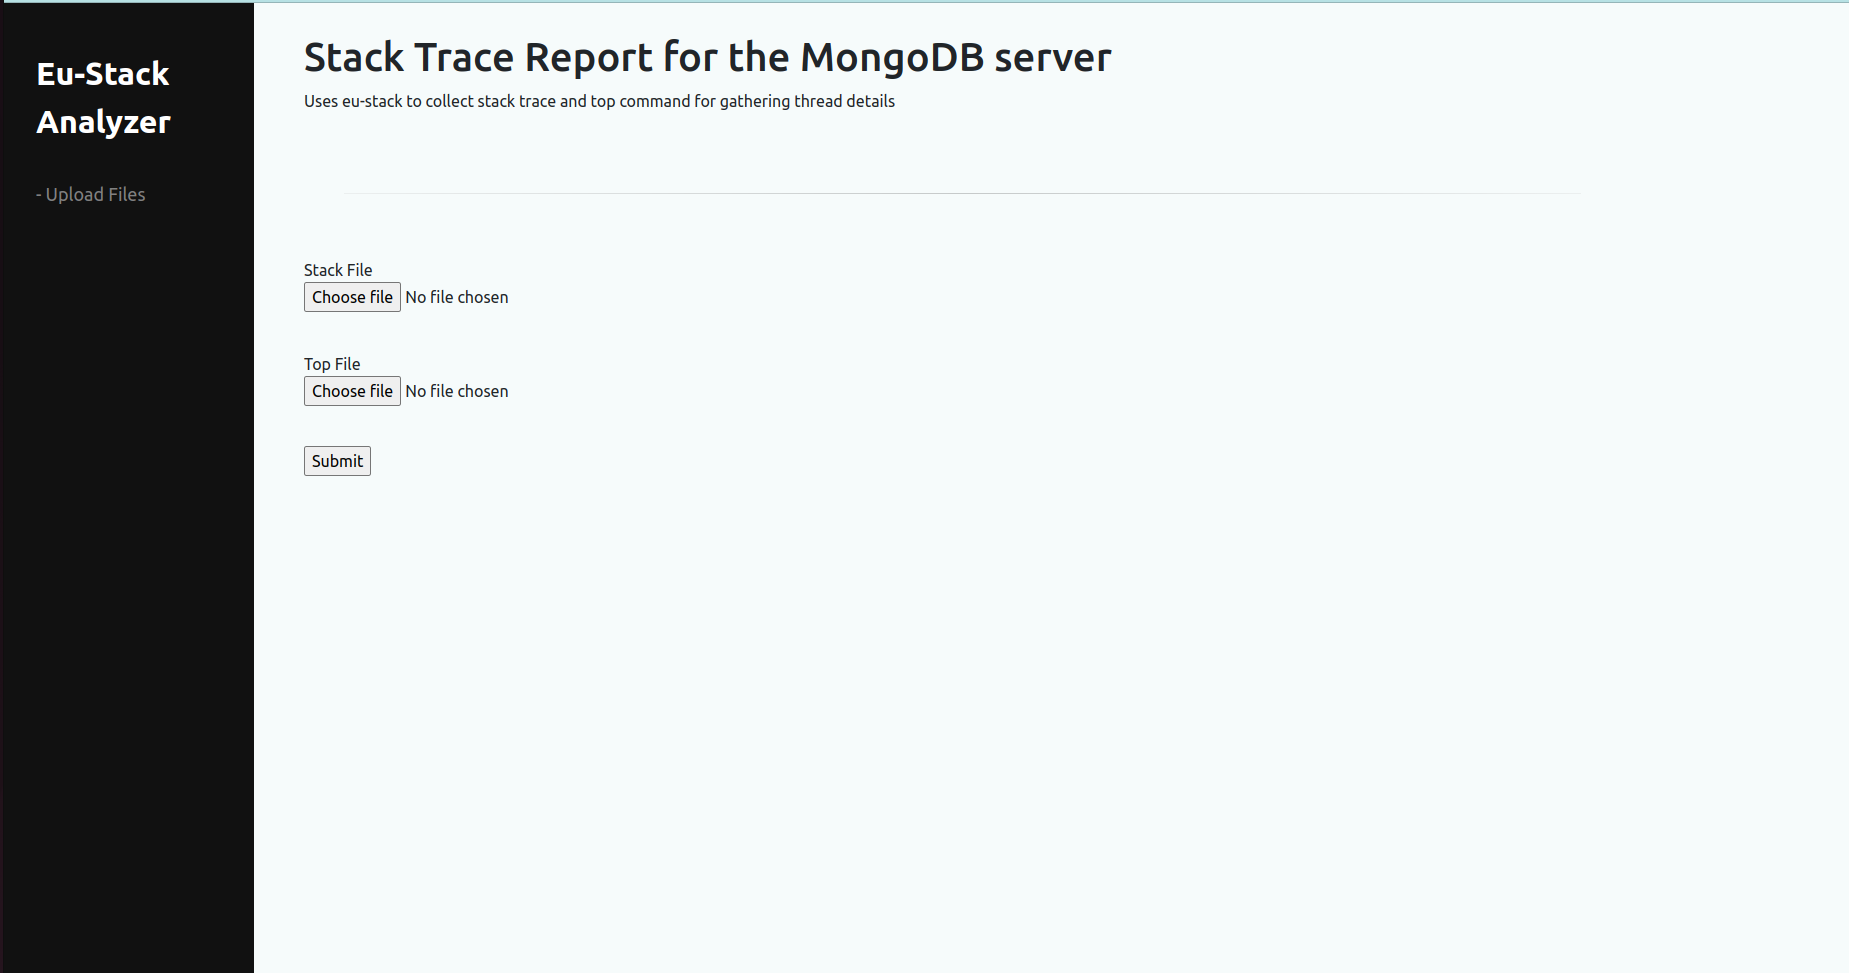 Eu-Stack
Analyzer
- Upload Files
Stack Trace Report for the MongoDB server
Uses eu-stack to collect stack trace and top command for gathering thread details
Stack File
Choose file No file chosen
Top File
Choose file No file chosen
Submit